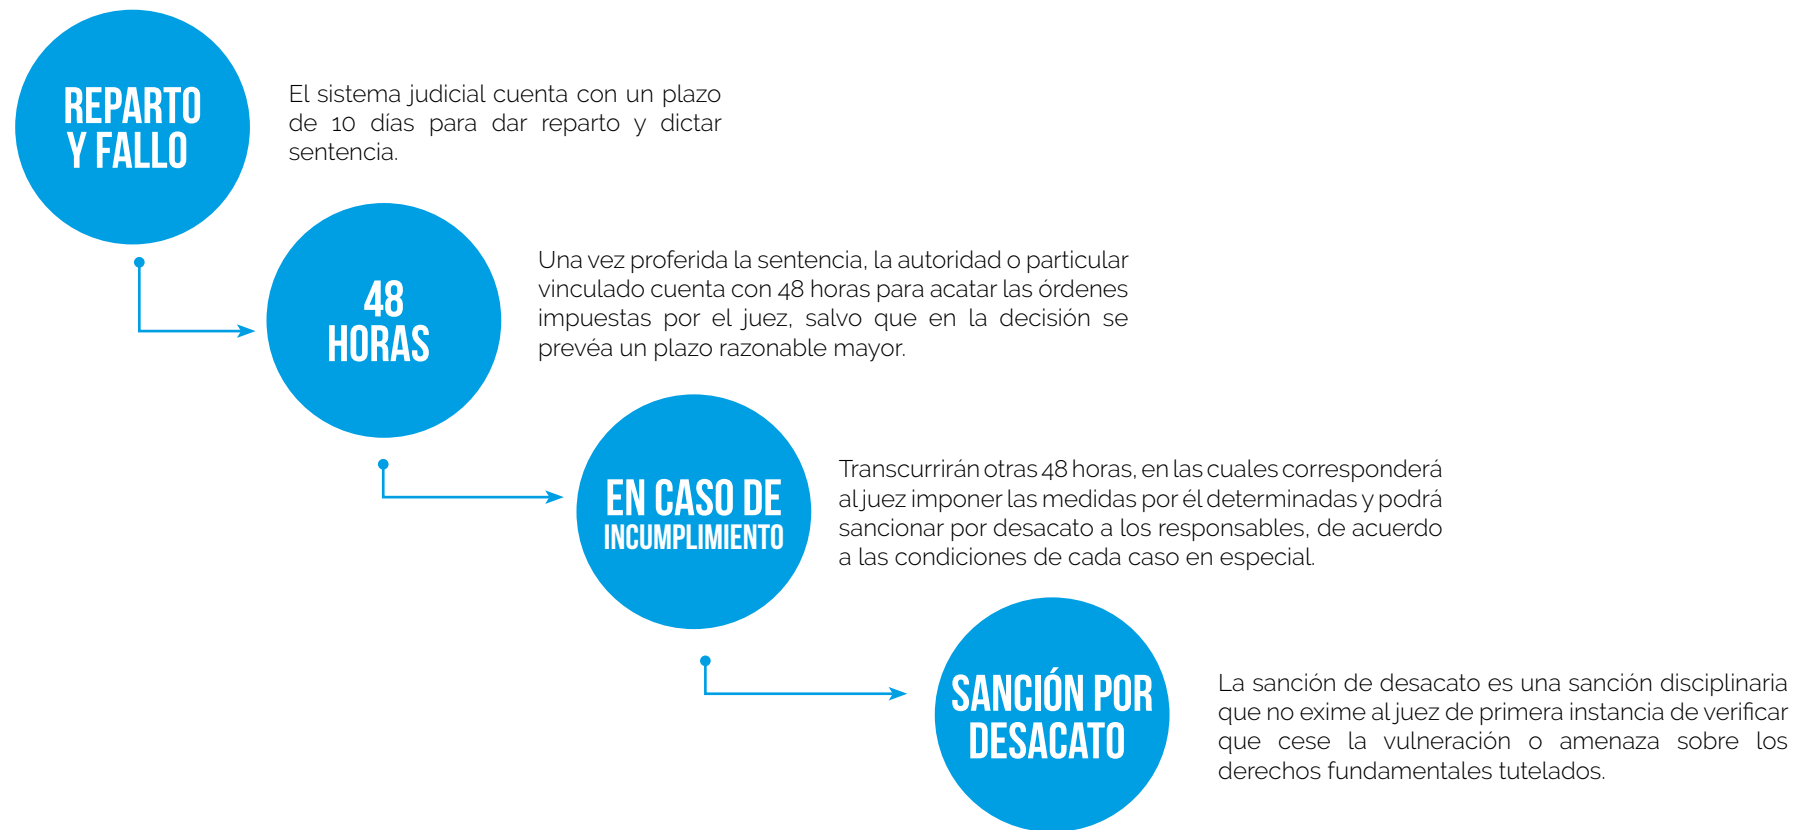 REPARTO
Y FALLO
El sistema judicial cuenta con un plazo
de 10 días para dar reparto y dictar
sentencia.
48
HORAS
Una vez proferida la sentencia, la autoridad o particular
vinculado cuenta con 48 horas para acatar las órdenes
impuestas por el juez, salvo que en la decisión se
prevéa un plazo razonable mayor.
EN CASO DE
INCUMPLIMIENTO
Transcurrirán otras 48 horas, en las cuales corresponderá
al juez imponer las medidas por él determinadas y podrá
sancionar por desacato a los responsables, de acuerdo
a las condiciones de cada caso en especial.
SANCIÓN POR
DESACATO
La sanción de desacato es una sanción disciplinaria
que no exime al juez de primera instancia de verificar
que cese la vulneración o amenaza sobre los
derechos fundamentales tutelados.